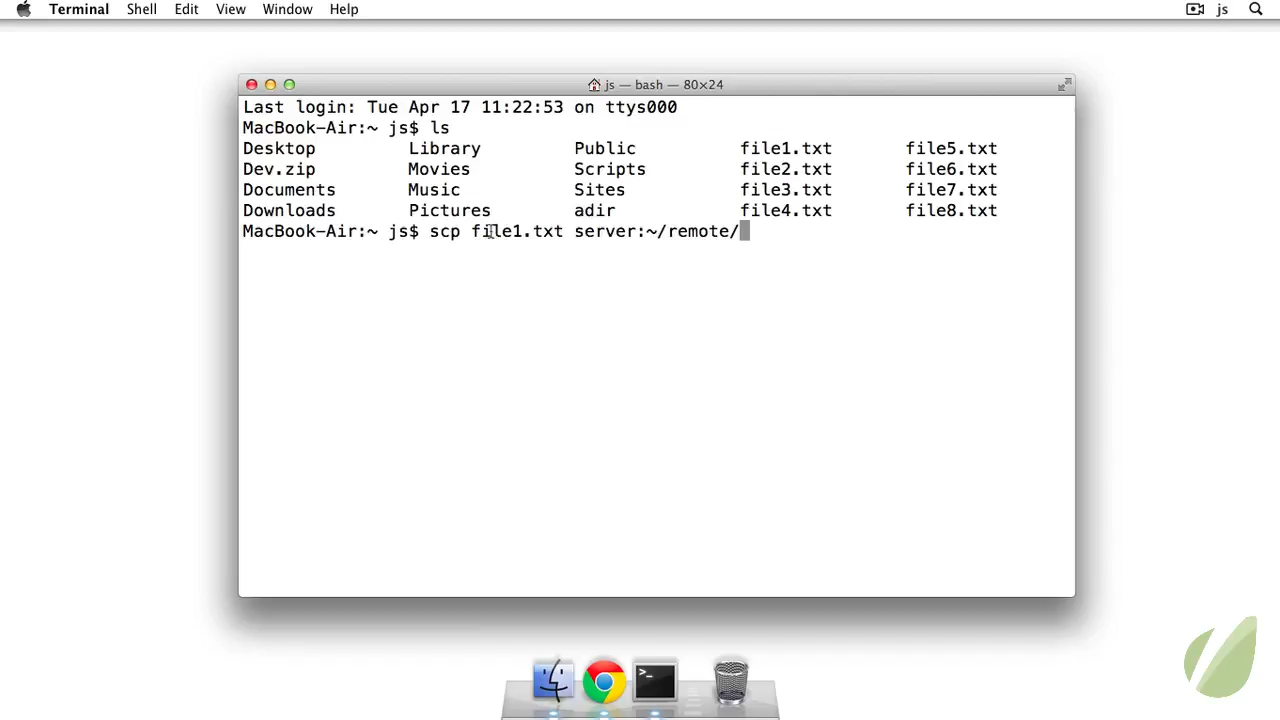 Terminal Shell Edit View Window Help js
js — bash — 80×24
Last login: Tue Apr 17 11:22:53 on ttys000
MacBook-Air:~ js$ ls
Desktop Library Public file1.txt file5.txt
Dev.zip Movies Scripts file2.txt file6.txt
Documents Music Sites file3.txt file7.txt
Downloads Pictures adir file4.txt file8.txt
MacBook-Air:~ js$ scp file1.txt server:~/remote/
>_